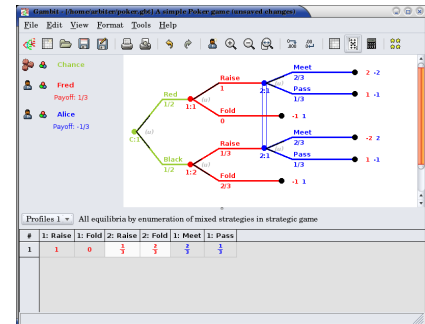 Gambit - [/home/arbiter/poker.gbt] A simple Poker game (unsaved changes)
File Edit View Format Tools Help
Chance
Fred
Payoff: 1/3
Alice
Payoff: -1/3
C:1
Red
1/2
(u)
Black
1/2
1:1
Raise
1
(u)
Fold
0
2:1
Meet
2/3
2 -2
Pass
1/3
1 -1
-1 1
1:2
Raise
1/3
(u)
Fold
2/3
2:1
Meet
2/3
-2 2
Pass
1/3
1 -1
-1 1
Profiles 1 All equilibria by enumeration of mixed strategies in strategic game
# 1: Raise 1: Fold 2: Raise 2: Fold 1: Meet 1: Pass
1 1 0 1/3 2/3 2/3 1/3